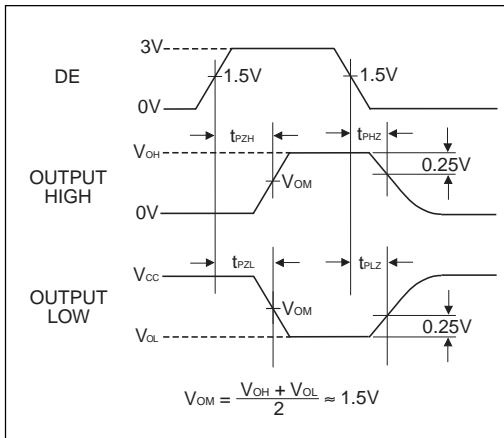 3V
DE
1.5V
1.5V
0V
tPZH
tPHZ
VOH
0.25V
OUTPUT
HIGH
VOM
0V
tPZL
tPLZ
VCC
OUTPUT
LOW
VOM
0.25V
VOL
VOM = VOH + VOL / 2 ≈ 1.5V